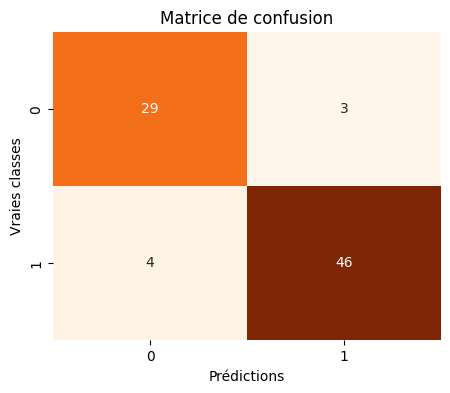 Matrice de confusion
Vraies classes
0
29
3
1
4
46
0
1
Prédictions